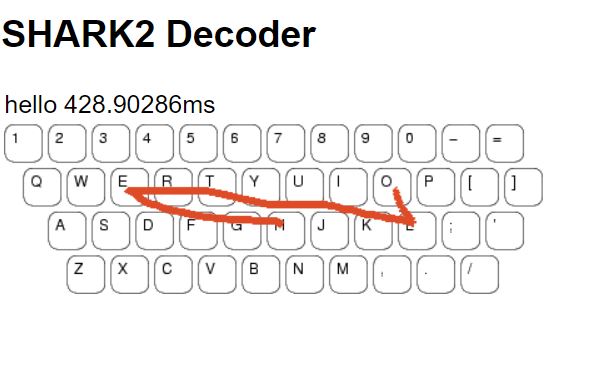 SHARK2 Decoder
hello 428.90286ms
1 2 3 4 5 6 7 8 9 0 – =
Q W E R T Y U I O P [ ]
A S D F G H J K L ; '
Z X C V B N M , . /